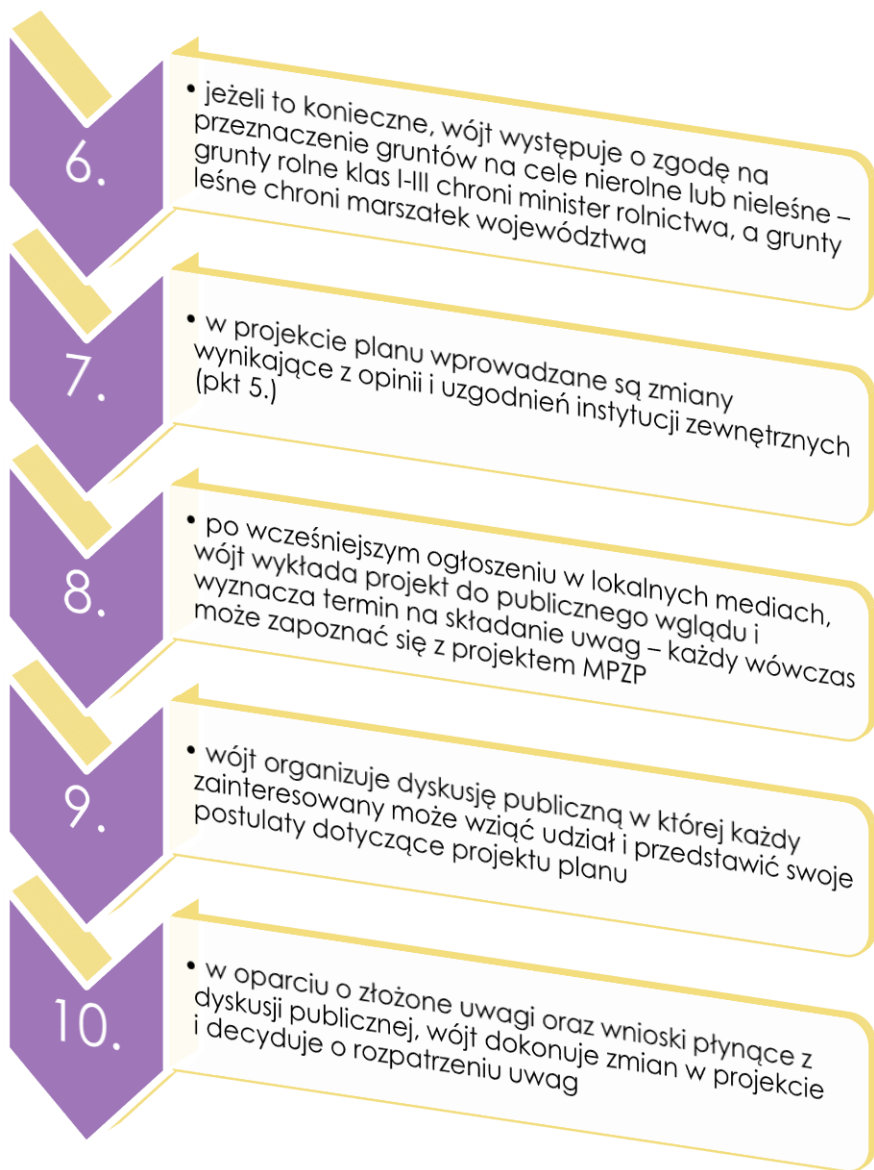 6.
• jeżeli to konieczne, wójt występuje o zgodę na
przeznaczenie gruntów na cele nierolne lub nieleśne –
grunty rolne klas I-III chroni minister rolnictwa, a grunty
leśne chroni marszałek województwa
7.
• w projekcie planu wprowadzane są zmiany
wynikające z opinii i uzgodnień instytucji zewnętrznych
(pkt 5.)
8.
• po wcześniejszym ogłoszeniu w lokalnych mediach,
wójt wykłada projekt do publicznego wglądu i
wyznacza termin na składanie uwag – każdy wówczas
może zapoznać się z projektem MPZP
9.
• wójt organizuje dyskusję publiczną w której każdy
zainteresowany może wziąć udział i przedstawić swoje
postulaty dotyczące projektu planu
10.
• w oparciu o złożone uwagi oraz wnioski płynące z
dyskusji publicznej, wójt dokonuje zmian w projekcie
i decyduje o rozpatrzeniu uwag